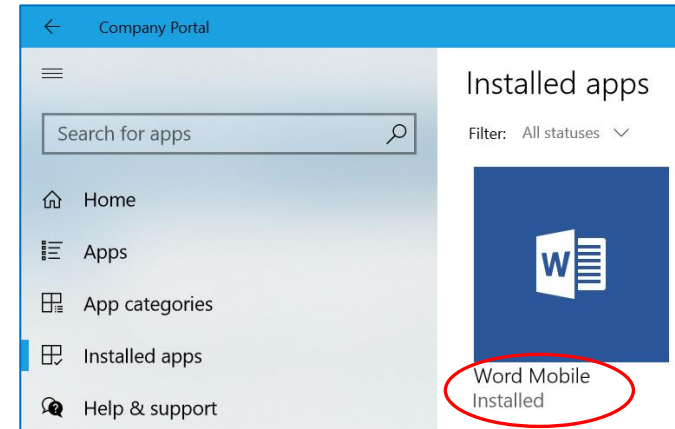 Company Portal
Search for apps
Home
Apps
App categories
Installed apps
Help & support
Installed apps
Filter: All statuses
W
Word Mobile
Installed